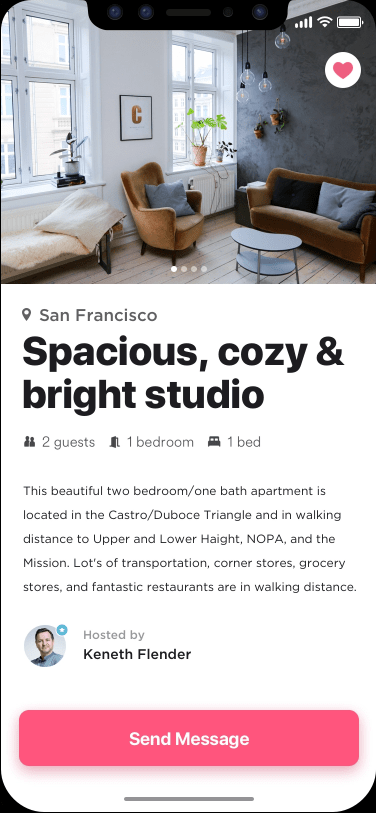 C
San Francisco
Spacious, cozy &
bright studio
2 guests 1 bedroom 1 bed
This beautiful two bedroom/one bath apartment is
located in the Castro/Duboce Triangle and in walking
distance to Upper and Lower Haight, NOPA, and the
Mission. Lot's of transportation, corner stores, grocery
stores, and fantastic restaurants are in walking distance.
Hosted by
Keneth Flender
Send Message